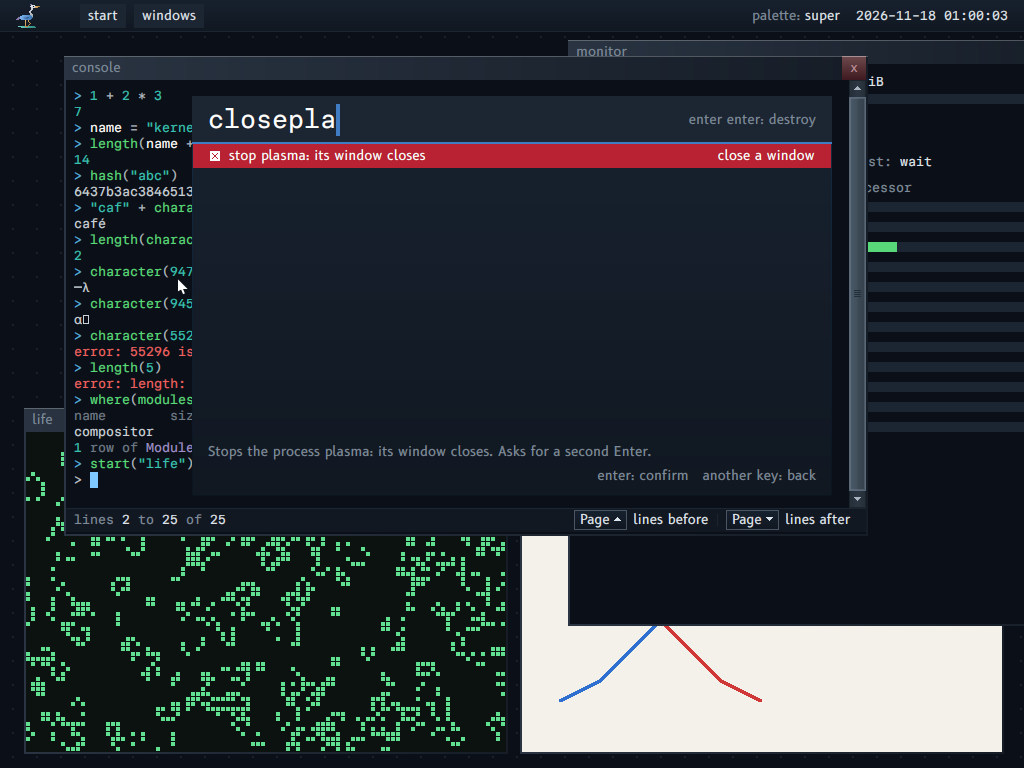 start windows palette: super 2026-11-18 01:00:03
monitor
console x
> 1 + 2 * 3
7
> name = "kerne
> length(name +
14
> hash("abc")
6437b3ac3846513
> "caf" + chara
café
> length(charac
2
> character(947
—λ
> character(945
α▯
> character(552
error: 55296 is
> length(5)
error: length:
> where(modules
name siz
compositor
1 row of Module
> start("life")
>
closepla enter enter: destroy
stop plasma: its window closes close a window
Stops the process plasma: its window closes. Asks for a second Enter.
enter: confirm another key: back
iB
st: wait
cessor
lines 2 to 25 of 25 Page lines before Page lines after
life